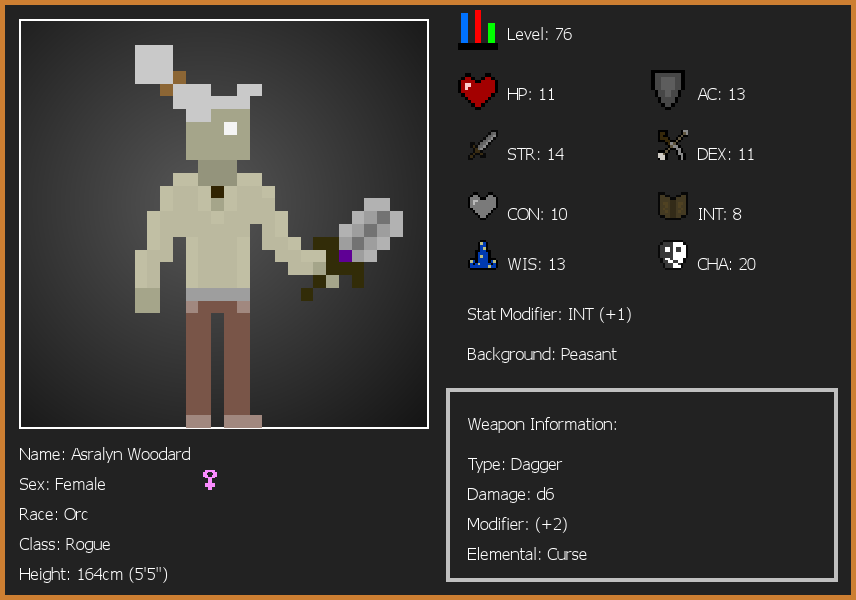 Level: 76
HP: 11
AC: 13
STR: 14
DEX: 11
CON: 10
INT: 8
WIS: 13
CHA: 20
Stat Modifier: INT (+1)
Background: Peasant
Weapon Information:
Type: Dagger
Damage: d6
Modifier: (+2)
Elemental: Curse
Name: Asralyn Woodard
Sex: Female
Race: Orc
Class: Rogue
Height: 164cm (5'5")